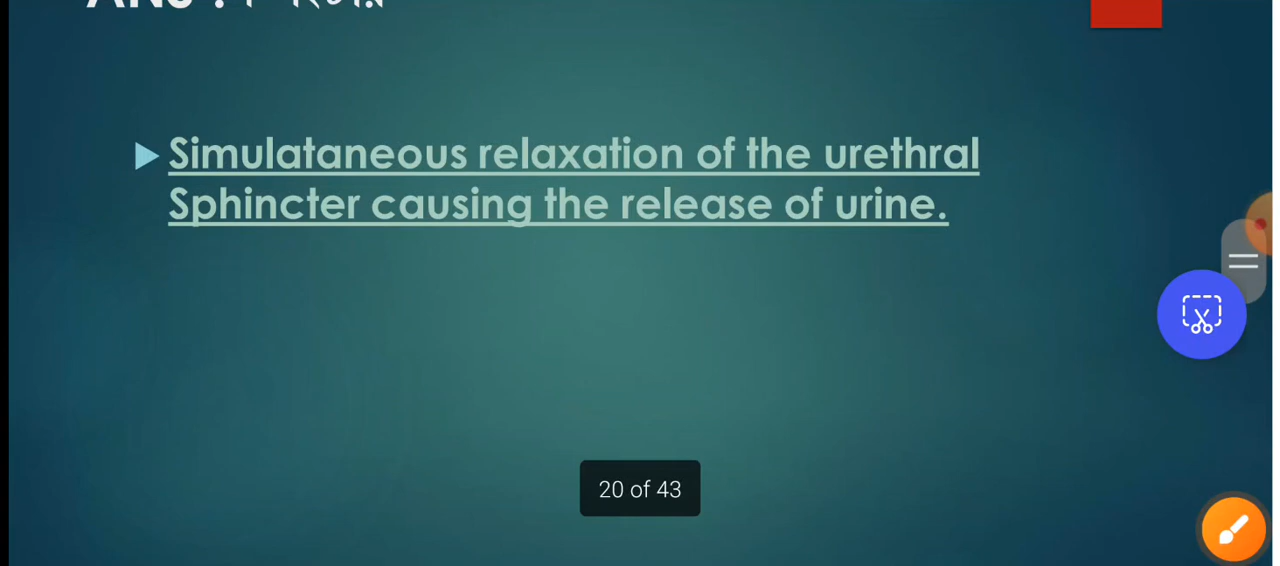 Simulataneous relaxation of the urethral
Sphincter causing the release of urine.
20 of 43